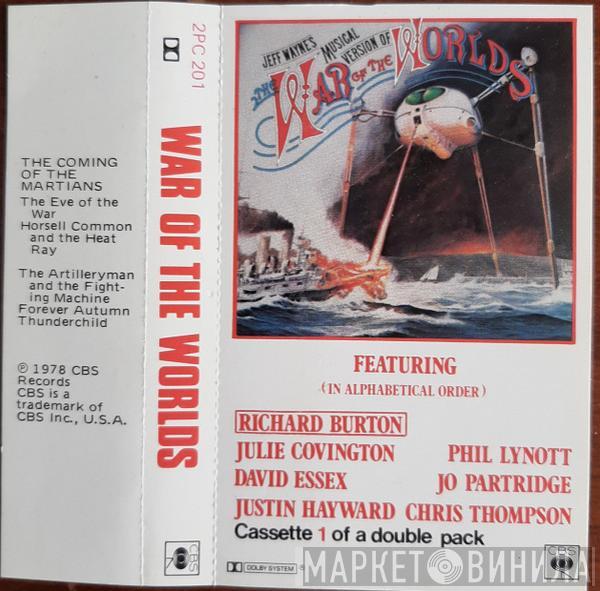 THE COMING
OF THE
MARTIANS
The Eve of the
War
Horsell Common
and the Heat
Ray
The Artilleryman
and the Fight-
ing Machine
Forever Autumn
Thunderchild
℗ 1978 CBS
Records
CBS is a
trademark of
CBS Inc., U.S.A.
2PC 201
WAR OF THE WORLDS
CBS
JEFF WAYNE'S
MUSICAL
VERSION OF
THE
WAR OF THE WORLDS
FEATURING
(IN ALPHABETICAL ORDER)
RICHARD BURTON
JULIE COVINGTON PHIL LYNOTT
DAVID ESSEX JO PARTRIDGE
JUSTIN HAYWARD CHRIS THOMPSON
Cassette 1 of a double pack
DOLBY SYSTEM
CBS
МАРКЕТ ВИНИЛА